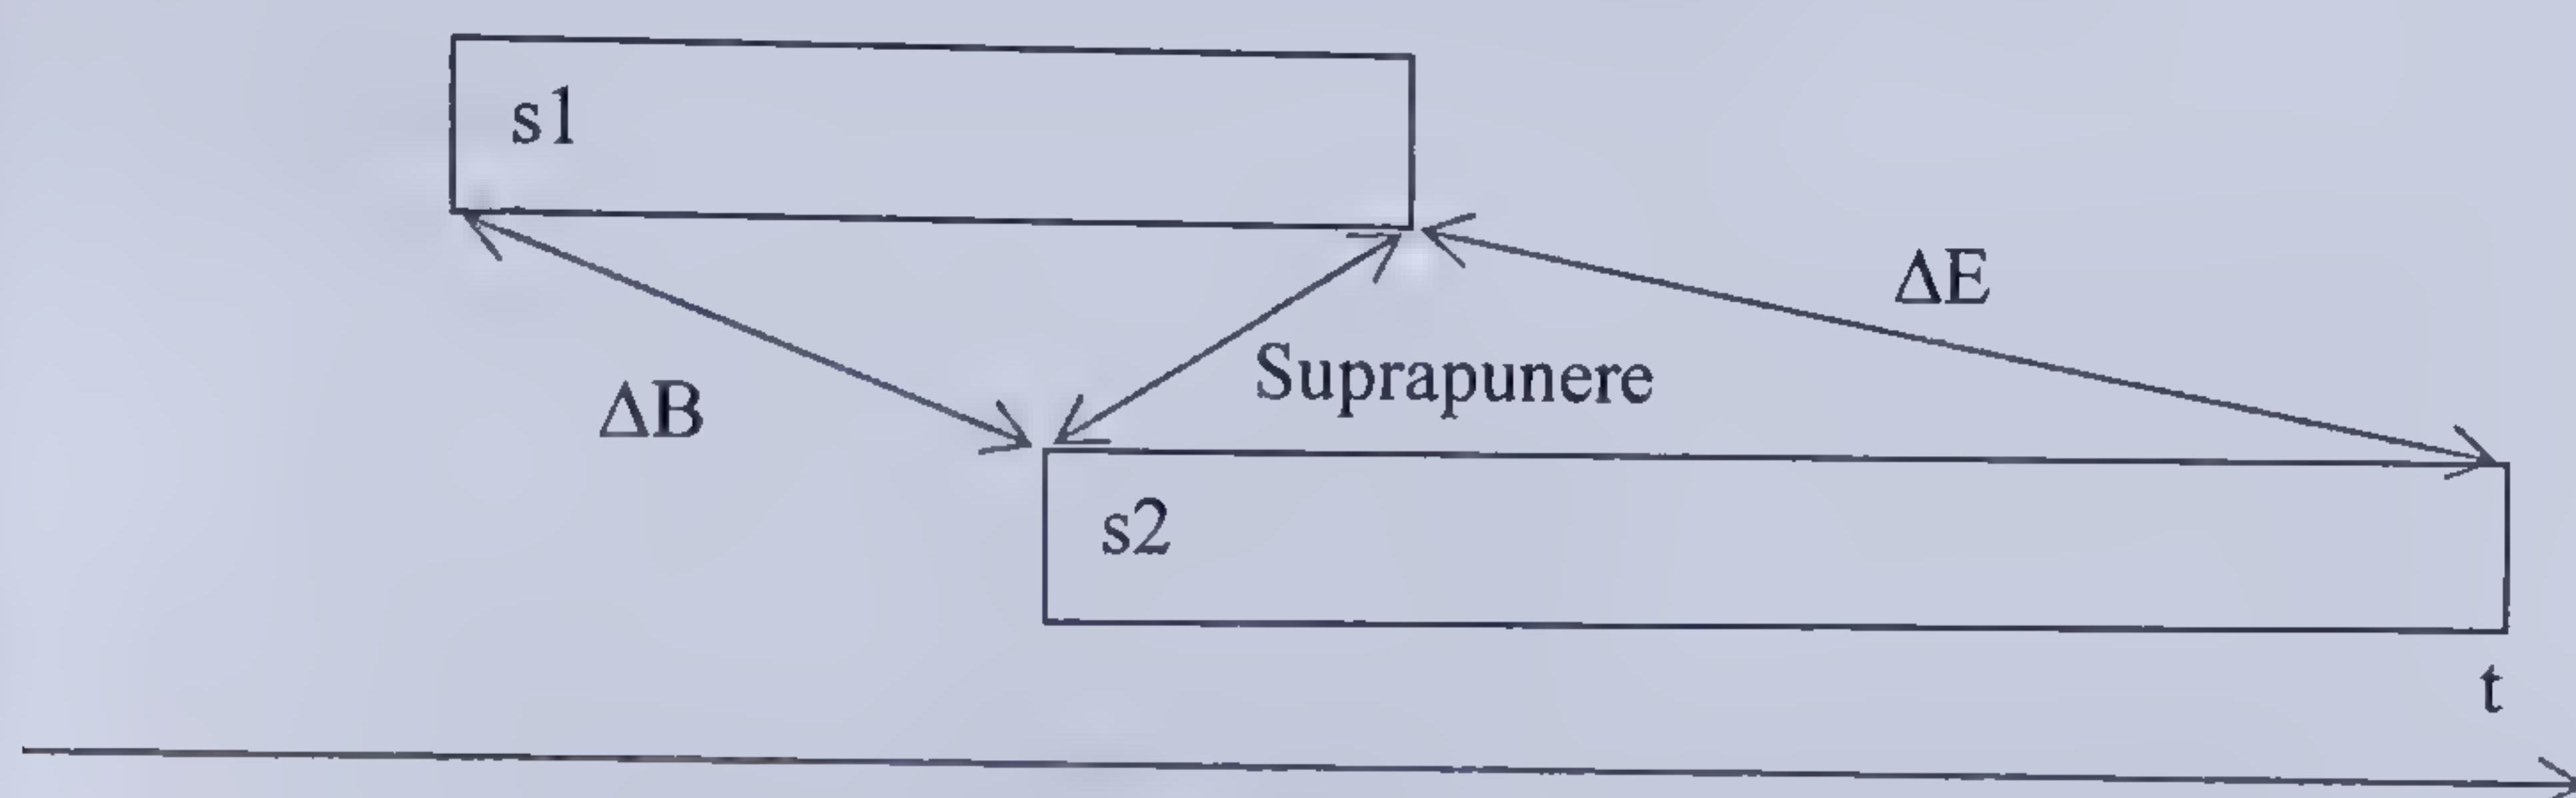 s1
ΔE
Suprapunere
ΔB
s2
t